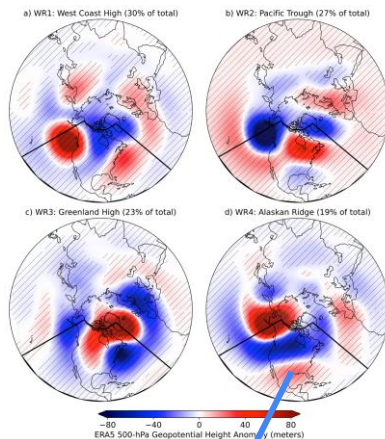 a) WR1: West Coast High (30% of total)
b) WR2: Pacific Trough (27% of total)
c) WR3: Greenland High (23% of total)
d) WR4: Alaskan Ridge (19% of total)
−80 −40 0 40 80
ERA5 500-hPa Geopotential Height Anomaly (meters)